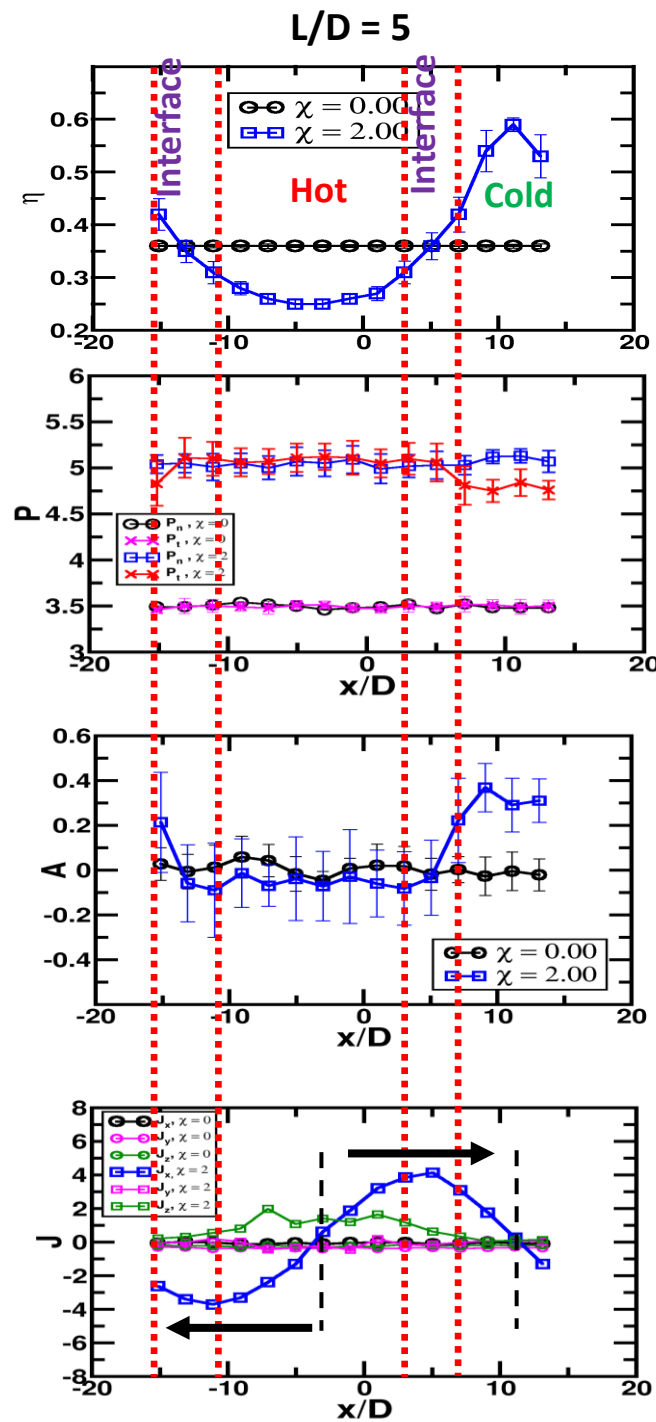 L/D = 5
Interface
Hot
Interface
Cold
χ = 0.00
χ = 2.00
η
0.6
0.5
0.4
0.3
0.2
-20 -10 0 10 20
6
5.5
5
4.5
4
3.5
3
P
Pn , χ = 0
Pt , χ = 0
Pn , χ = 2
Pt , χ = 2
-20 -10 0 10 20
x/D
0.6
0.4
0.2
0
-0.2
-0.4
A
χ = 0.00
χ = 2.00
-20 -10 0 10 20
x/D
8
6
4
2
0
-2
-4
-6
-8
J
Jx, χ = 0
Jy, χ = 0
Jz, χ = 0
Jx, χ = 2
Jy, χ = 2
Jz, χ = 2
-20 -10 0 10 20
x/D